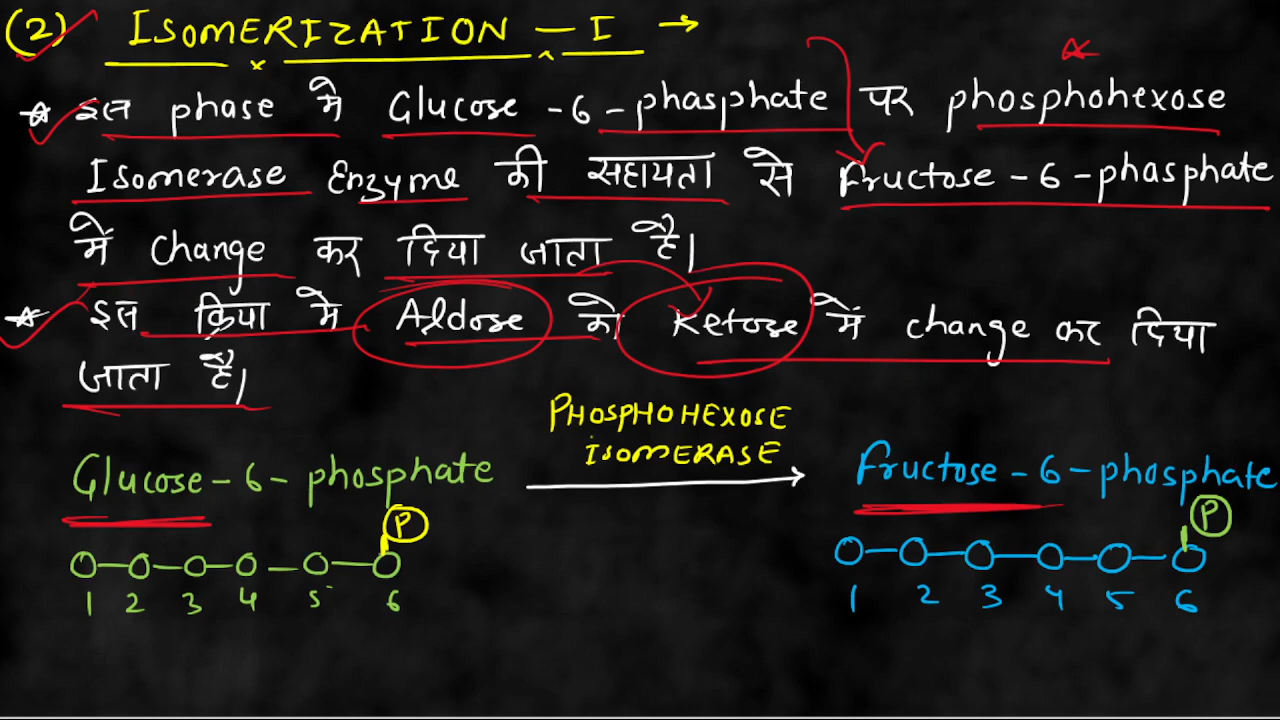 (2) ISOMERIZATION – I →
इस phase में Glucose -6-phasphate पर phosphohexose
Isomerase Enzyme की सहायता से fructose-6-phasphate
में change कर दिया जाता है।
इस क्रिया में Aldose को Ketose में change कर दिया
जाता है।
PHOSPHOHEXOSE
ISOMERASE
Glucose-6-phosphate
fructose-6-phosphate
P
P
1 2 3 4 5 6
1 2 3 4 5 6